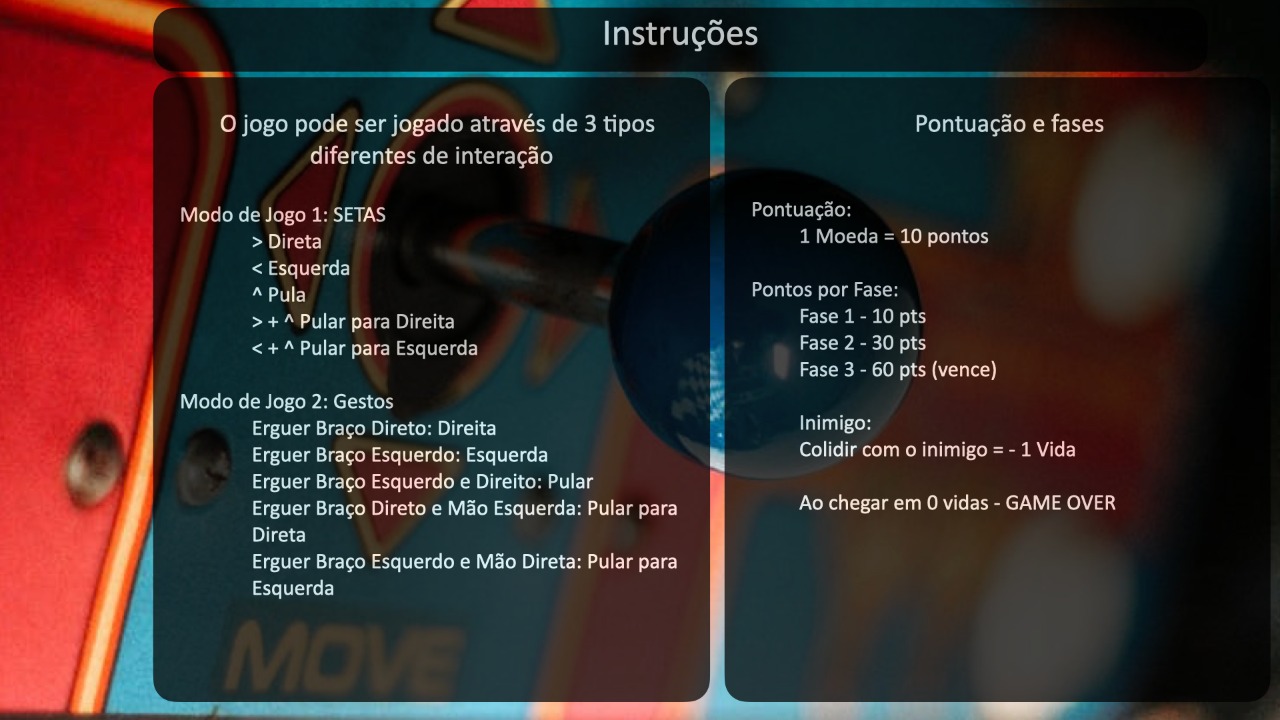 Instruções
O jogo pode ser jogado através de 3 tipos
diferentes de interação
Modo de Jogo 1: SETAS
> Direta
< Esquerda
^ Pula
> + ^ Pular para Direita
< + ^ Pular para Esquerda
Modo de Jogo 2: Gestos
Erguer Braço Direto: Direita
Erguer Braço Esquerdo: Esquerda
Erguer Braço Esquerdo e Direito: Pular
Erguer Braço Direto e Mão Esquerda: Pular para
Direta
Erguer Braço Esquerdo e Mão Direta: Pular para
Esquerda
MOVE
Pontuação e fases
Pontuação:
1 Moeda = 10 pontos
Pontos por Fase:
Fase 1 - 10 pts
Fase 2 - 30 pts
Fase 3 - 60 pts (vence)
Inimigo:
Colidir com o inimigo = - 1 Vida
Ao chegar em 0 vidas - GAME OVER